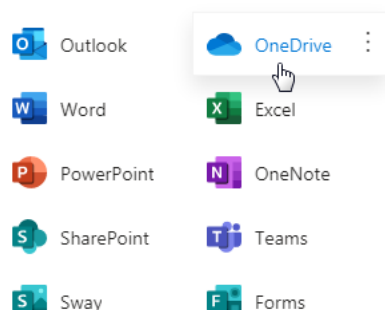 Outlook OneDrive
Word Excel
PowerPoint OneNote
SharePoint Teams
Sway Forms